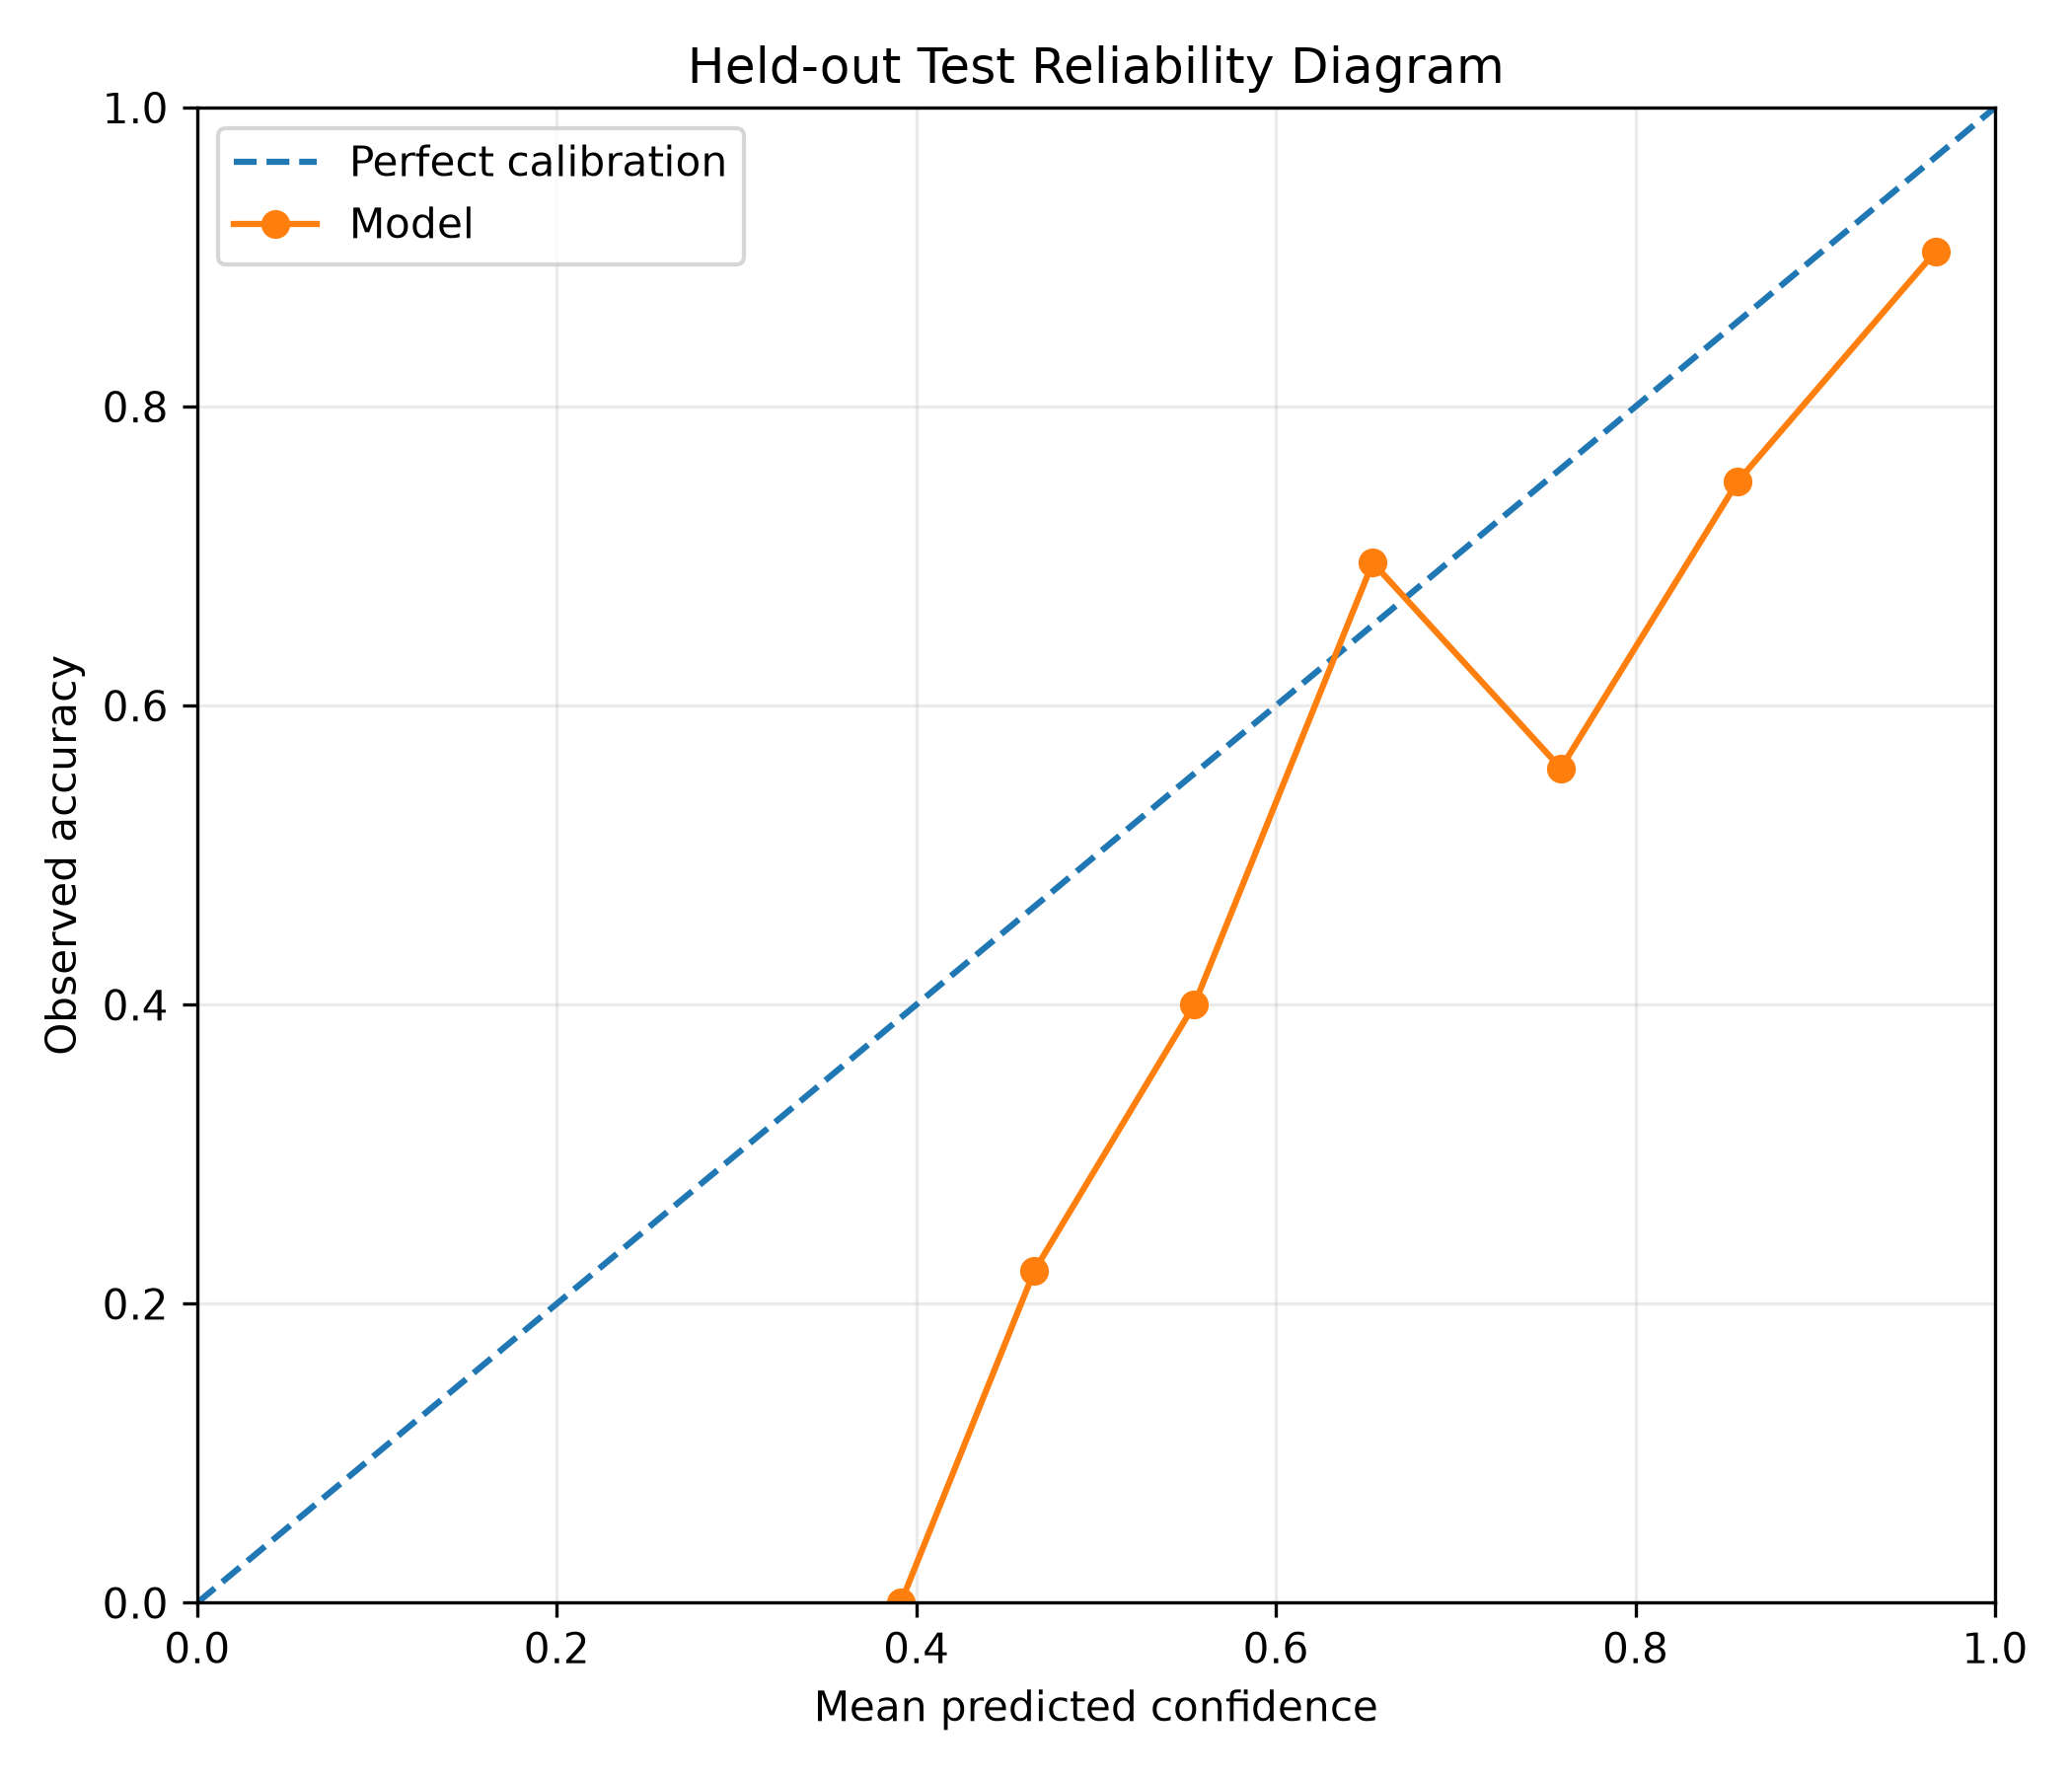 Held-out Test Reliability Diagram
1.0
Perfect calibration
Model
0.8
0.6
Observed accuracy
0.4
0.2
0.0
0.0 0.2 0.4 0.6 0.8 1.0
Mean predicted confidence